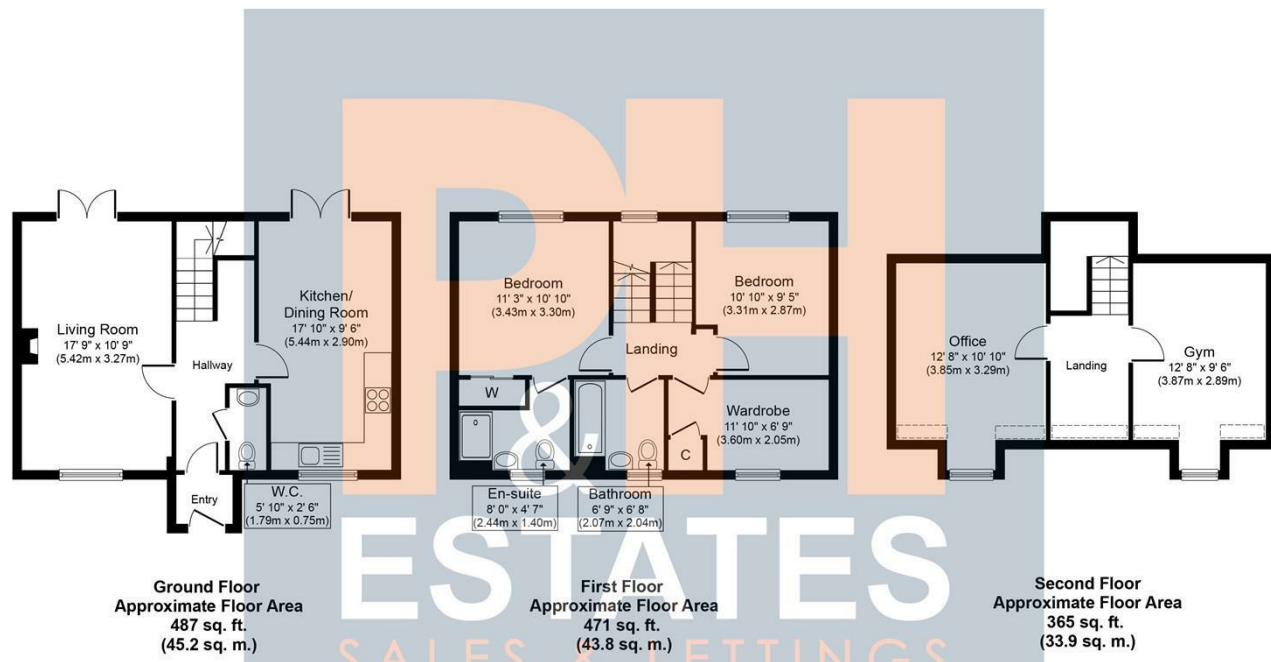 Living Room
17' 9" x 10' 9"
(5.42m x 3.27m)
Hallway
Kitchen/
Dining Room
17' 10" x 9' 6"
(5.44m x 2.90m)
Entry
W.C.
5' 10" x 2' 6"
(1.79m x 0.75m)
Ground Floor
Approximate Floor Area
487 sq. ft.
(45.2 sq. m.)
Bedroom
11' 3" x 10' 10"
(3.43m x 3.30m)
Bedroom
10' 10" x 9' 5"
(3.31m x 2.87m)
Landing
W
Wardrobe
11' 10" x 6' 9"
(3.60m x 2.05m)
C
En-suite
8' 0" x 4' 7"
(2.44m x 1.40m)
Bathroom
6' 9" x 6' 8"
(2.07m x 2.04m)
First Floor
Approximate Floor Area
471 sq. ft.
(43.8 sq. m.)
Office
12' 8" x 10' 10"
(3.85m x 3.29m)
Landing
Gym
12' 8" x 9' 6"
(3.87m x 2.89m)
Second Floor
Approximate Floor Area
365 sq. ft.
(33.9 sq. m.)
PH
&
ESTATES
SALES & LETTINGS